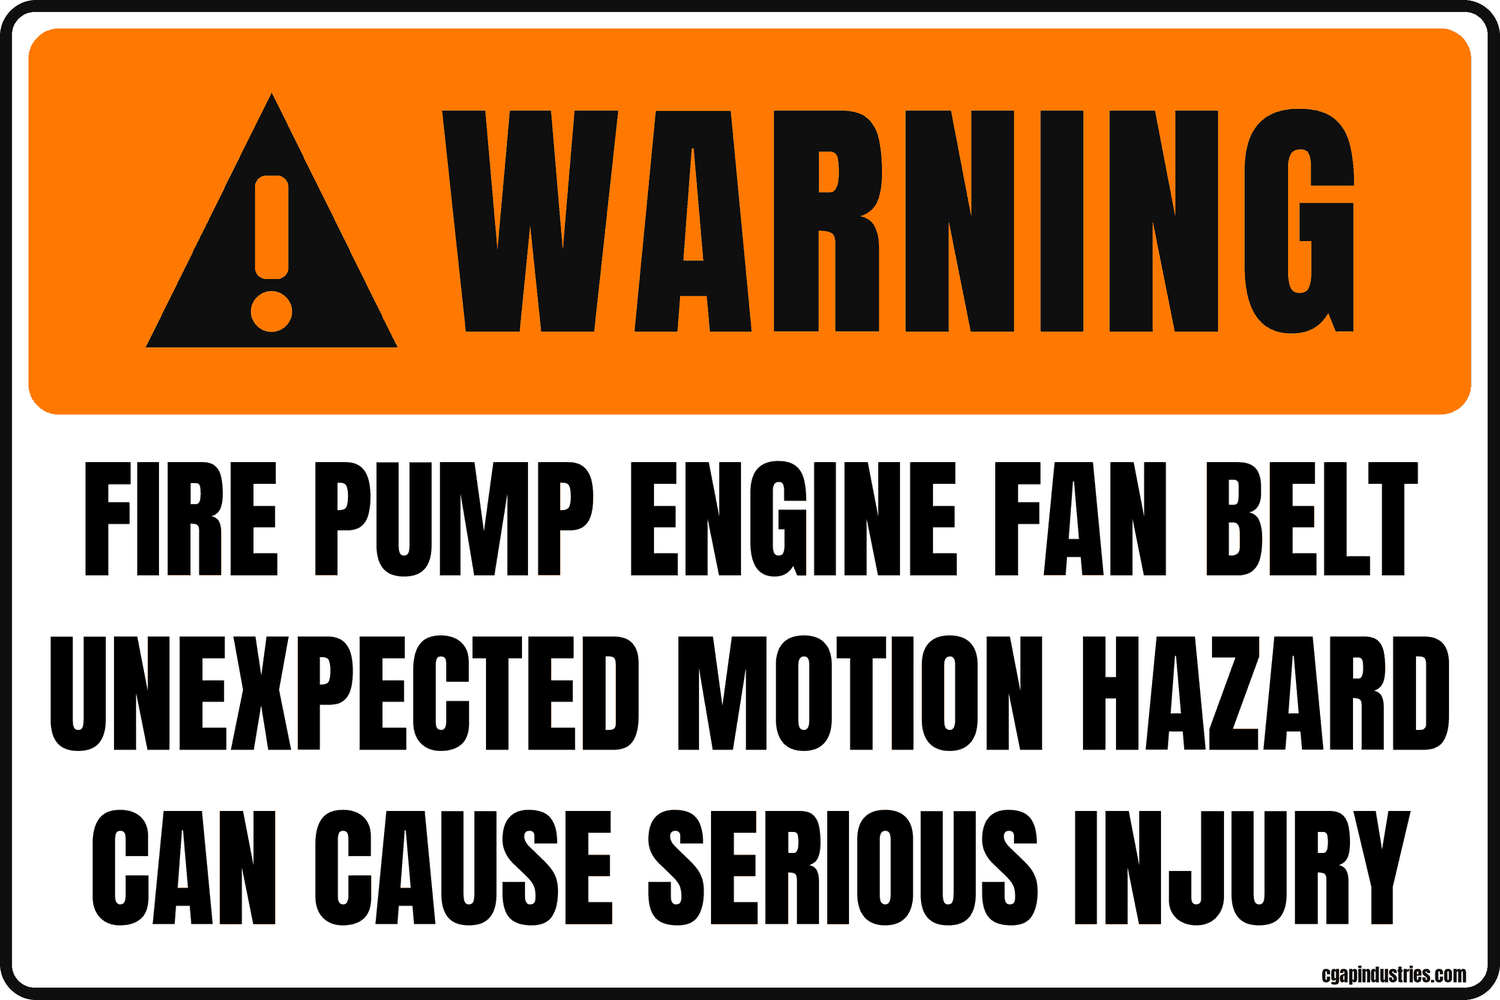 WARNING
FIRE PUMP ENGINE FAN BELT
UNEXPECTED MOTION HAZARD
CAN CAUSE SERIOUS INJURY
cgapindustries.com